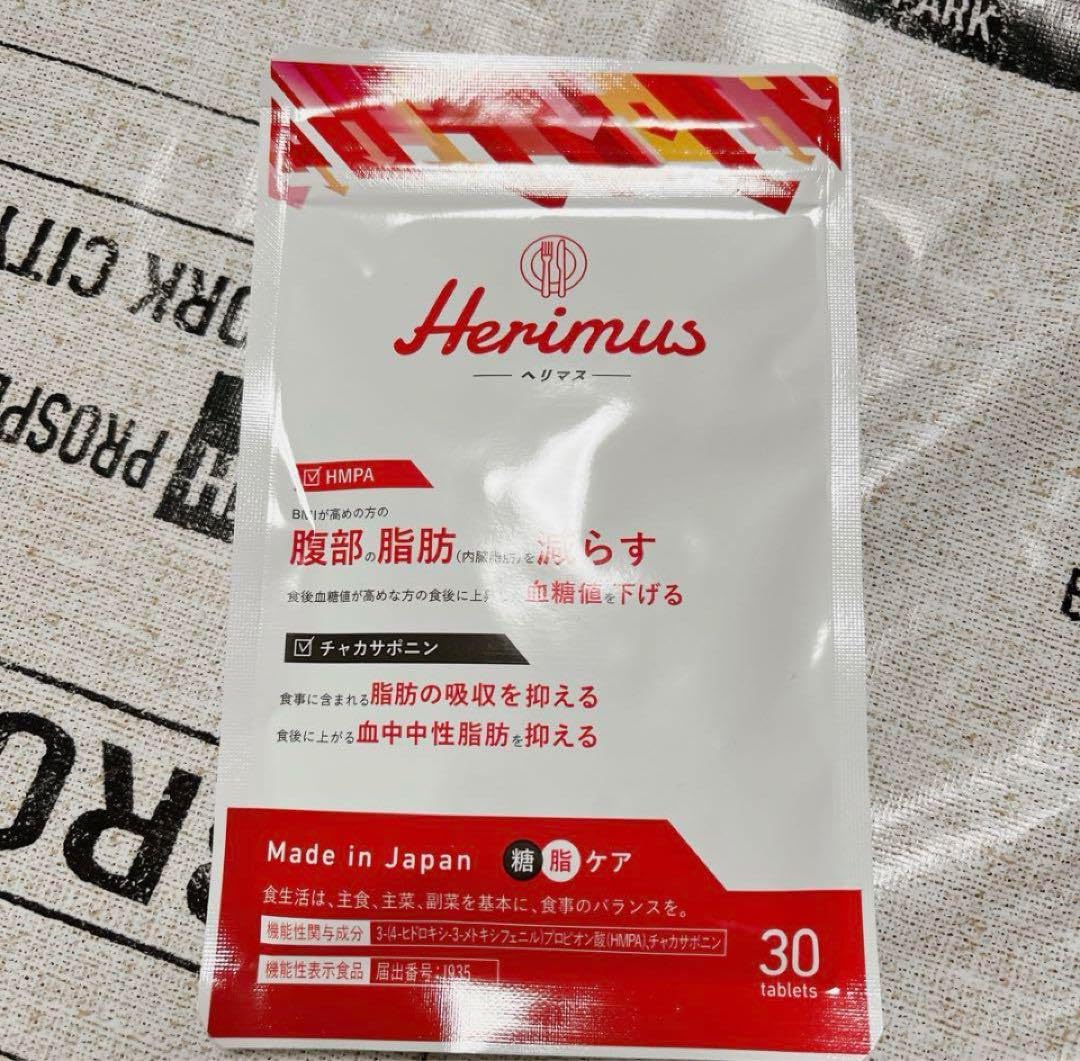 PARK
ORK CITY
PROSPE
Herimus
ヘリマス
HMPA
BMIが高めの方の
腹部の脂肪(内臓脂肪)を減らす
食後血糖値が高めな方の食後に上昇 血糖値を下げる
チャカサポニン
食事に含まれる脂肪の吸収を抑える
食後に上がる血中中性脂肪を抑える
Made in Japan 糖脂ケア
食生活は、主食、主菜、副菜を基本に、食事のバランスを。
機能性関与成分 3-(4-ヒドロキシ-3-メトキシフェニル)プロピオン酸(HMPA)、チャカサポニン
機能性表示食品 届出番号:J935
30
tablets
RO